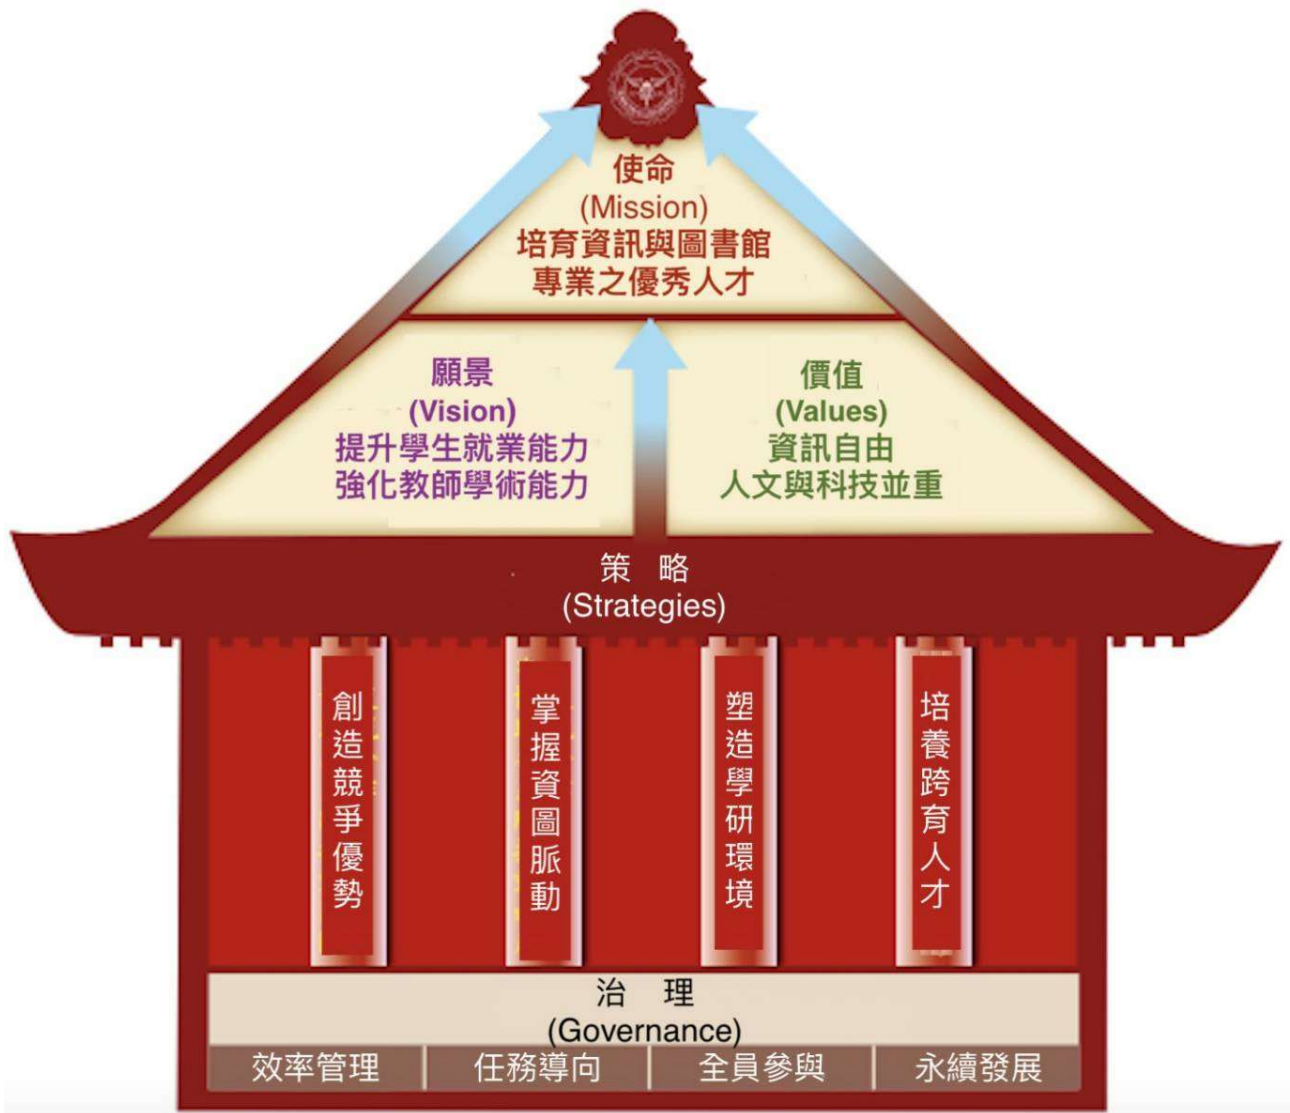 使命
(Mission)
培育資訊與圖書館
專業之優秀人才
願景
(Vision)
提升學生就業能力
強化教師學術能力
價值
(Values)
資訊自由
人文與科技並重
策 略
(Strategies)
創造競爭優勢
掌握資圖脈動
塑造學研環境
培養跨育人才
治 理
(Governance)
效率管理
任務導向
全員參與
永續發展